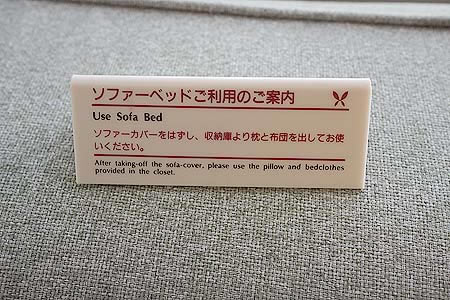 ソファーベッドご利用のご案内
Use Sofa Bed
ソファーカバーをはずし、収納庫より枕と布団を出してお使
いください。
After taking-off the sofa-cover, please use the pillow and bedclothes
provided in the closet.